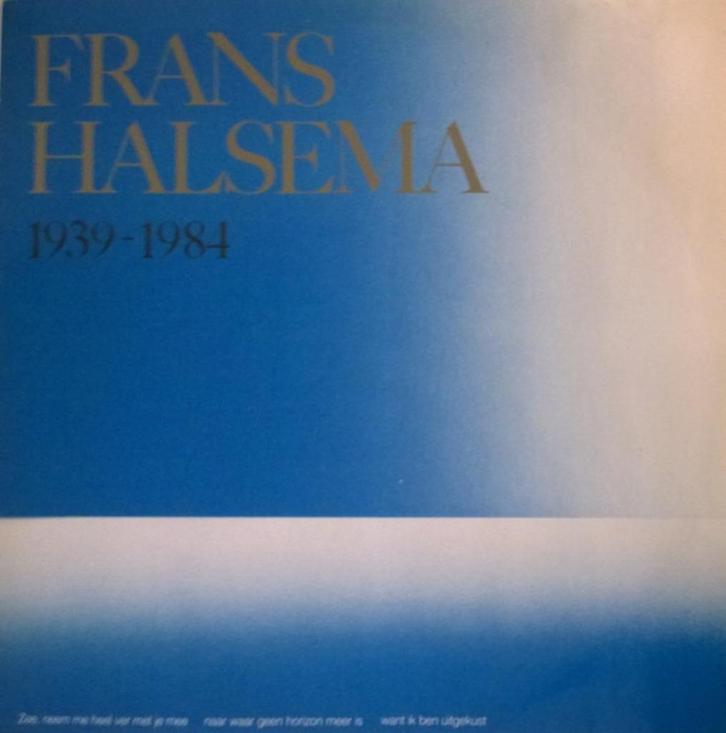 FRANS
HALSEMA
1939-1984
Zee, neem me heel ver met je mee naar waar geen horizon meer is want ik ben uitgekust